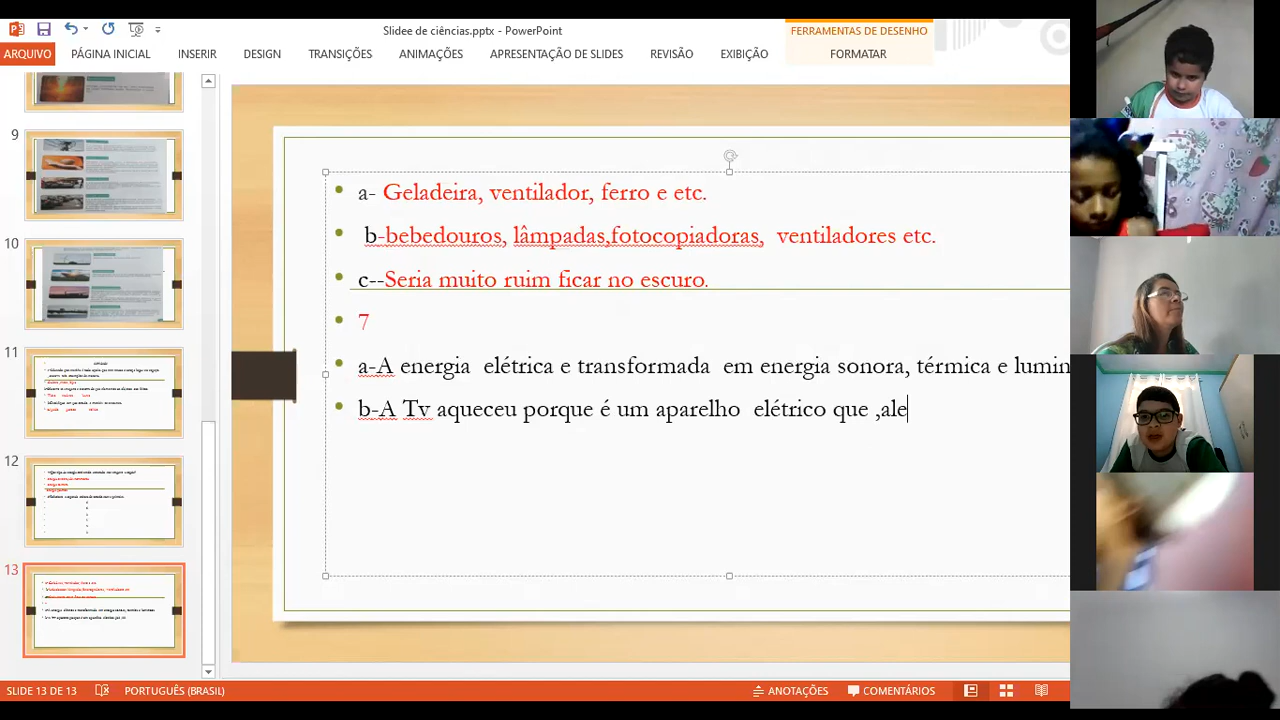 Slidee de ciências.pptx - PowerPoint
FERRAMENTAS DE DESENHO
ARQUIVO PÁGINA INICIAL INSERIR DESIGN TRANSIÇÕES ANIMAÇÕES APRESENTAÇÃO DE SLIDES REVISÃO EXIBIÇÃO FORMATAR
9
10
11
12
13
a- Geladeira, ventilador, ferro e etc.
b-bebedouros, lâmpadas,fotocopiadoras, ventiladores etc.
c--Seria muito ruim ficar no escuro.
7
a-A energia elétrica e transformada em energia sonora, térmica e lumin
b-A Tv aqueceu porque é um aparelho elétrico que ,ale
SLIDE 13 DE 13 PORTUGUÊS (BRASIL) ANOTAÇÕES COMENTÁRIOS